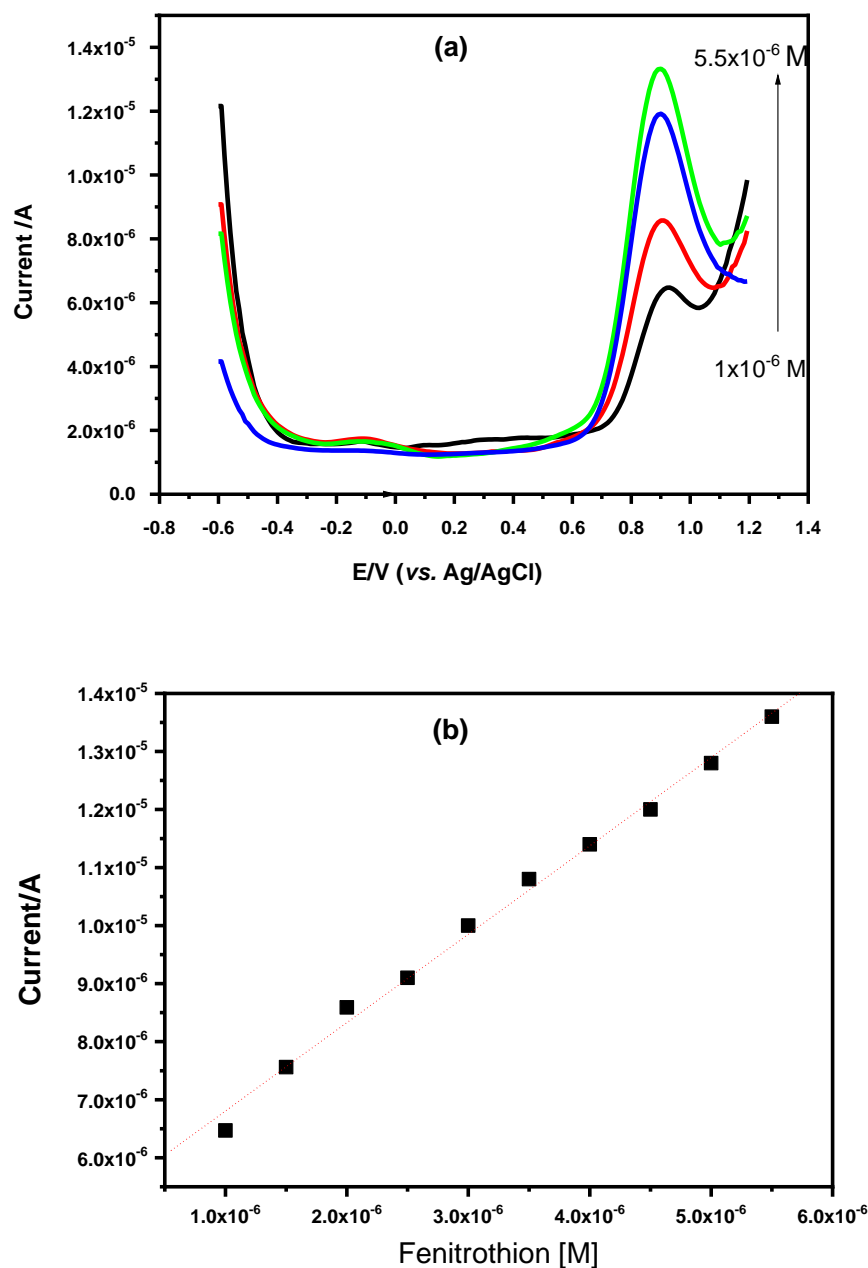 (a)
5.5x10⁻⁶ M
1x10⁻⁶ M
1.4x10⁻⁵
1.2x10⁻⁵
1.0x10⁻⁵
8.0x10⁻⁶
6.0x10⁻⁶
4.0x10⁻⁶
2.0x10⁻⁶
0.0
Current /A
-0.8 -0.6 -0.4 -0.2 0.0 0.2 0.4 0.6 0.8 1.0 1.2 1.4
E/V (vs. Ag/AgCl)
(b)
1.4x10⁻⁵
1.3x10⁻⁵
1.2x10⁻⁵
1.1x10⁻⁵
1.0x10⁻⁵
9.0x10⁻⁶
8.0x10⁻⁶
7.0x10⁻⁶
6.0x10⁻⁶
Current/A
1.0x10⁻⁶ 2.0x10⁻⁶ 3.0x10⁻⁶ 4.0x10⁻⁶ 5.0x10⁻⁶ 6.0x10⁻⁶
Fenitrothion [M]